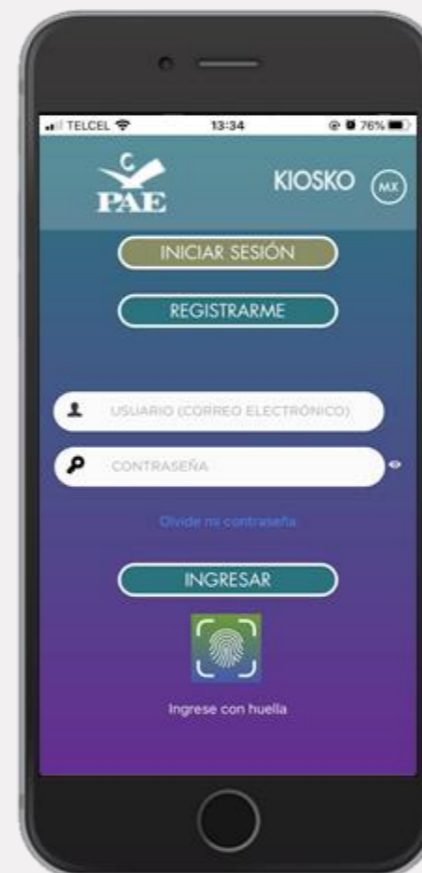 TELCEL 13:34 76%
PAE
KIOSKO MX
INICIAR SESIÓN
REGISTRARME
USUARIO (CORREO ELECTRÓNICO)
CONTRASEÑA
Olvide mi contraseña
INGRESAR
Ingrese con huella